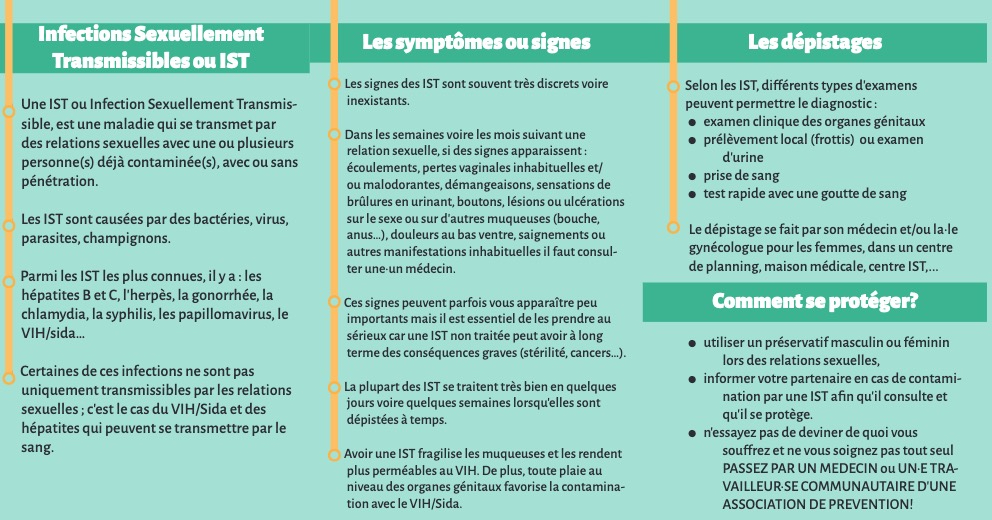 Infections Sexuellement
Transmissibles ou IST
Une IST ou Infection Sexuellement Transmis-
sible, est une maladie qui se transmet par
des relations sexuelles avec une ou plusieurs
personne(s) déjà contaminée(s), avec ou sans
pénétration.
Les IST sont causées par des bactéries, virus,
parasites, champignons.
Parmi les IST les plus connues, il y a : les
hépatites B et C, l'herpès, la gonorrhée, la
chlamydia, la syphilis, les papillomavirus, le
VIH/sida...
Certaines de ces infections ne sont pas
uniquement transmissibles par les relations
sexuelles ; c'est le cas du VIH/Sida et des
hépatites qui peuvent se transmettre par le
sang.
Les symptômes ou signes
Les signes des IST sont souvent très discrets voire
inexistants.
Dans les semaines voire les mois suivant une
relation sexuelle, si des signes apparaissent :
écoulements, pertes vaginales inhabituelles et/
ou malodorantes, démangeaisons, sensations de
brûlures en urinant, boutons, lésions ou ulcérations
sur le sexe ou sur d'autres muqueuses (bouche,
anus...), douleurs au bas ventre, saignements ou
autres manifestations inhabituelles il faut consul-
ter une·un médecin.
Ces signes peuvent parfois vous apparaître peu
importants mais il est essentiel de les prendre au
sérieux car une IST non traitée peut avoir à long
terme des conséquences graves (stérilité, cancers...).
La plupart des IST se traitent très bien en quelques
jours voire quelques semaines lorsqu'elles sont
dépistées à temps.
Avoir une IST fragilise les muqueuses et les rendent
plus perméables au VIH. De plus, toute plaie au
niveau des organes génitaux favorise la contamina-
tion avec le VIH/Sida.
Les dépistages
Selon les IST, différents types d'examens
peuvent permettre le diagnostic :
● examen clinique des organes génitaux
● prélèvement local (frottis) ou examen
d'urine
● prise de sang
● test rapide avec une goutte de sang
Le dépistage se fait par son médecin et/ou la·le
gynécologue pour les femmes, dans un centre
de planning, maison médicale, centre IST,...
Comment se protéger?
● utiliser un préservatif masculin ou féminin
lors des relations sexuelles,
● informer votre partenaire en cas de contami-
nation par une IST afin qu'il consulte et
qu'il se protège.
● n'essayez pas de deviner de quoi vous
souffrez et ne vous soignez pas tout seul
PASSEZ PAR UN MEDECIN ou UN·E TRA-
VAILLEUR·SE COMMUNAUTAIRE D'UNE
ASSOCIATION DE PREVENTION!